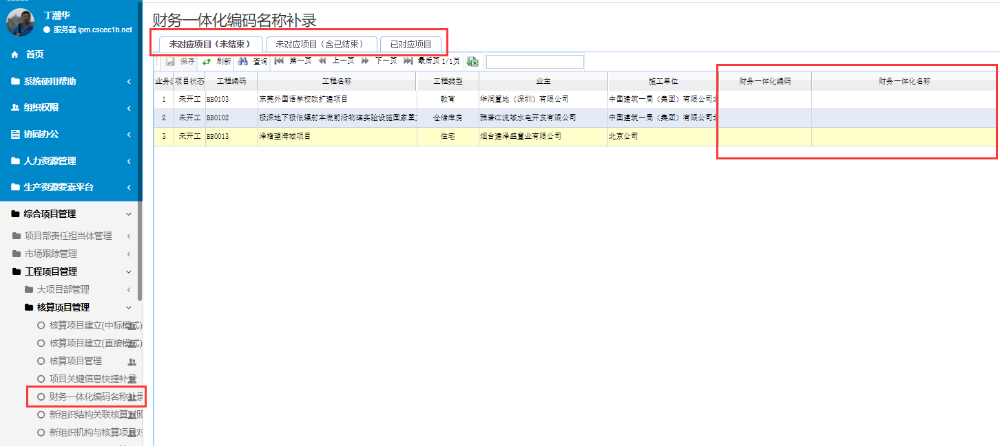 丁潮华
服务器 ipm.cscec1b.net
首页
系统使用帮助
组织权限
协同办公
人力资源管理
生产资源要素平台
综合项目管理
项目部责任担当体管理
市场跟踪管理
工程项目管理
大项目部管理
核算项目管理
核算项目建立(中标模式)
核算项目建立(直接模式)
核算项目管理
项目关键信息快捷补录
财务一体化编码名称补录
新组织结构关联核算对照
新组织机构与核算项目对
财务一体化编码名称补录
未对应项目（未结束） 未对应项目（含已结束） 已对应项目
保存 刷新 查询 第一页 上一页 下一页 最后页 1/1页
业务 项目状态 工程编码 工程名称 工程类型 业主 施工单位 财务一体化编码 财务一体化名称
1 未开工 BB0103 东莞外国语学校改扩建项目 教育 华润置地（深圳）有限公司 中国建筑一局（集团）有限公司北
2 未开工 BB0102 极深地下极低辐射本底前沿物理实验设施国家重 仓储库房 雅砻江流域水电开发有限公司 中国建筑一局（集团）有限公司北
3 未开工 BB0013 泽楷望海城项目 住宅 烟台建泽盛置业有限公司 北京公司